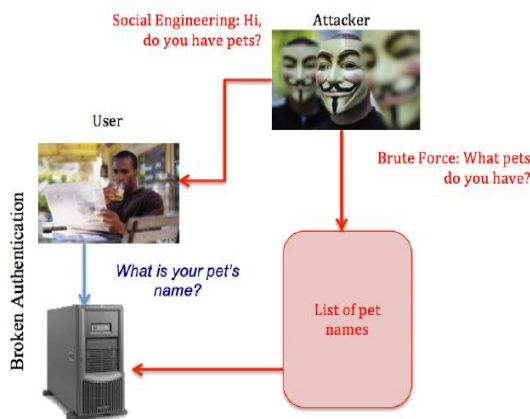 Social Engineering: Hi,
do you have pets?
Attacker
User
Brute Force: What pets
do you have?
Broken Authentication
What is your pet's
name?
List of pet
names